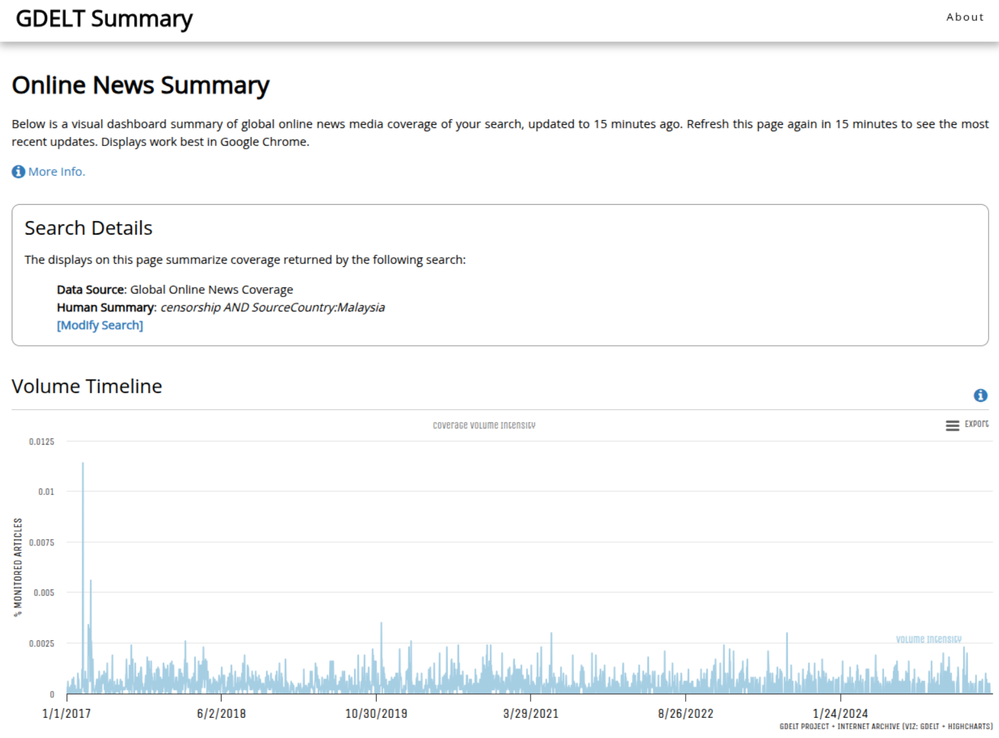 GDELT Summary
About
Online News Summary
Below is a visual dashboard summary of global online news media coverage of your search, updated to 15 minutes ago. Refresh this page again in 15 minutes to see the most
recent updates. Displays work best in Google Chrome.
More Info.
Search Details
The displays on this page summarize coverage returned by the following search:
Data Source: Global Online News Coverage
Human Summary: censorship AND SourceCountry:Malaysia
[Modify Search]
Volume Timeline
Coverage Volume Intensity
Export
0.0125
0.01
0.0075
0.005
0.0025
0
% MONITORED ARTICLES
Volume Intensity
1/1/2017
6/2/2018
10/30/2019
3/29/2021
8/26/2022
1/24/2024
GDELT PROJECT + INTERNET ARCHIVE (VIZ: GDELT + HIGHCHARTS)